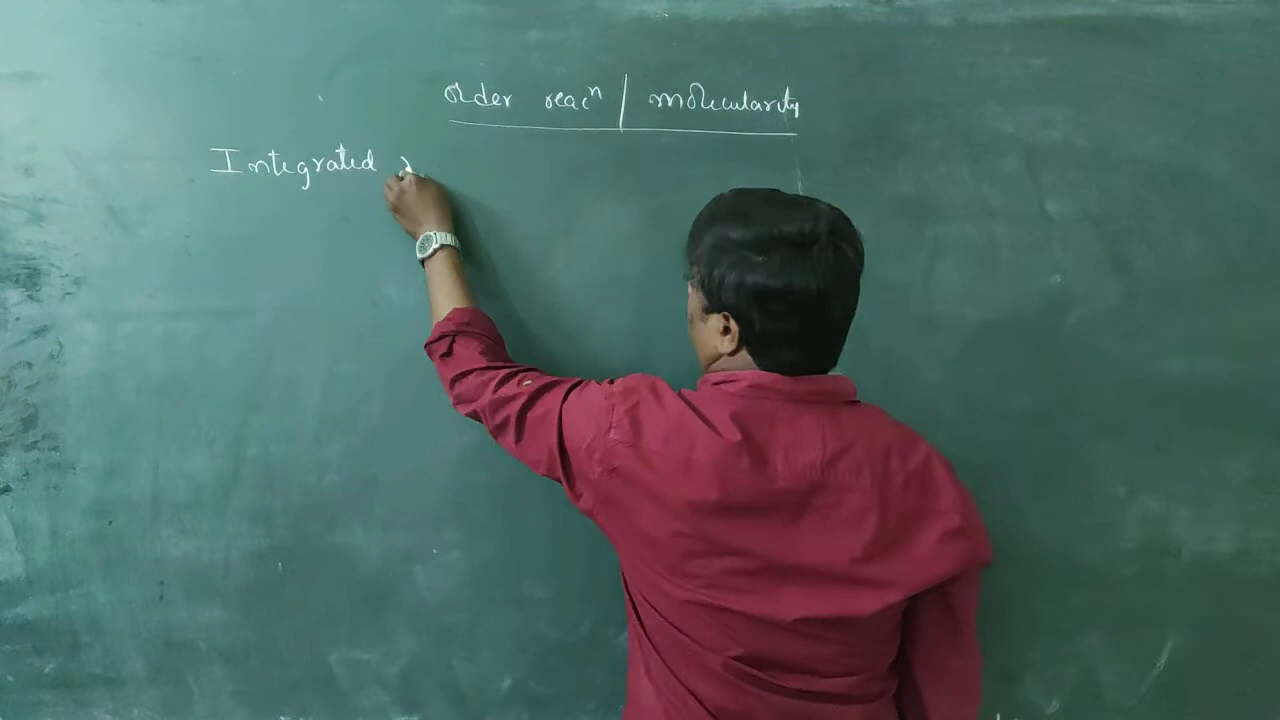 Order reacⁿ | molecularity
Integrated